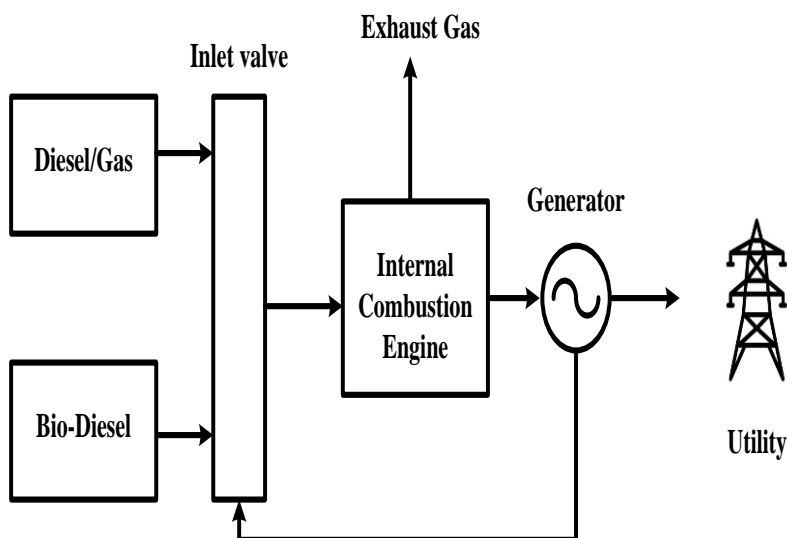 Exhaust Gas
Inlet valve
Diesel/Gas
Generator
Internal
Combustion
Engine
Bio-Diesel
Utility